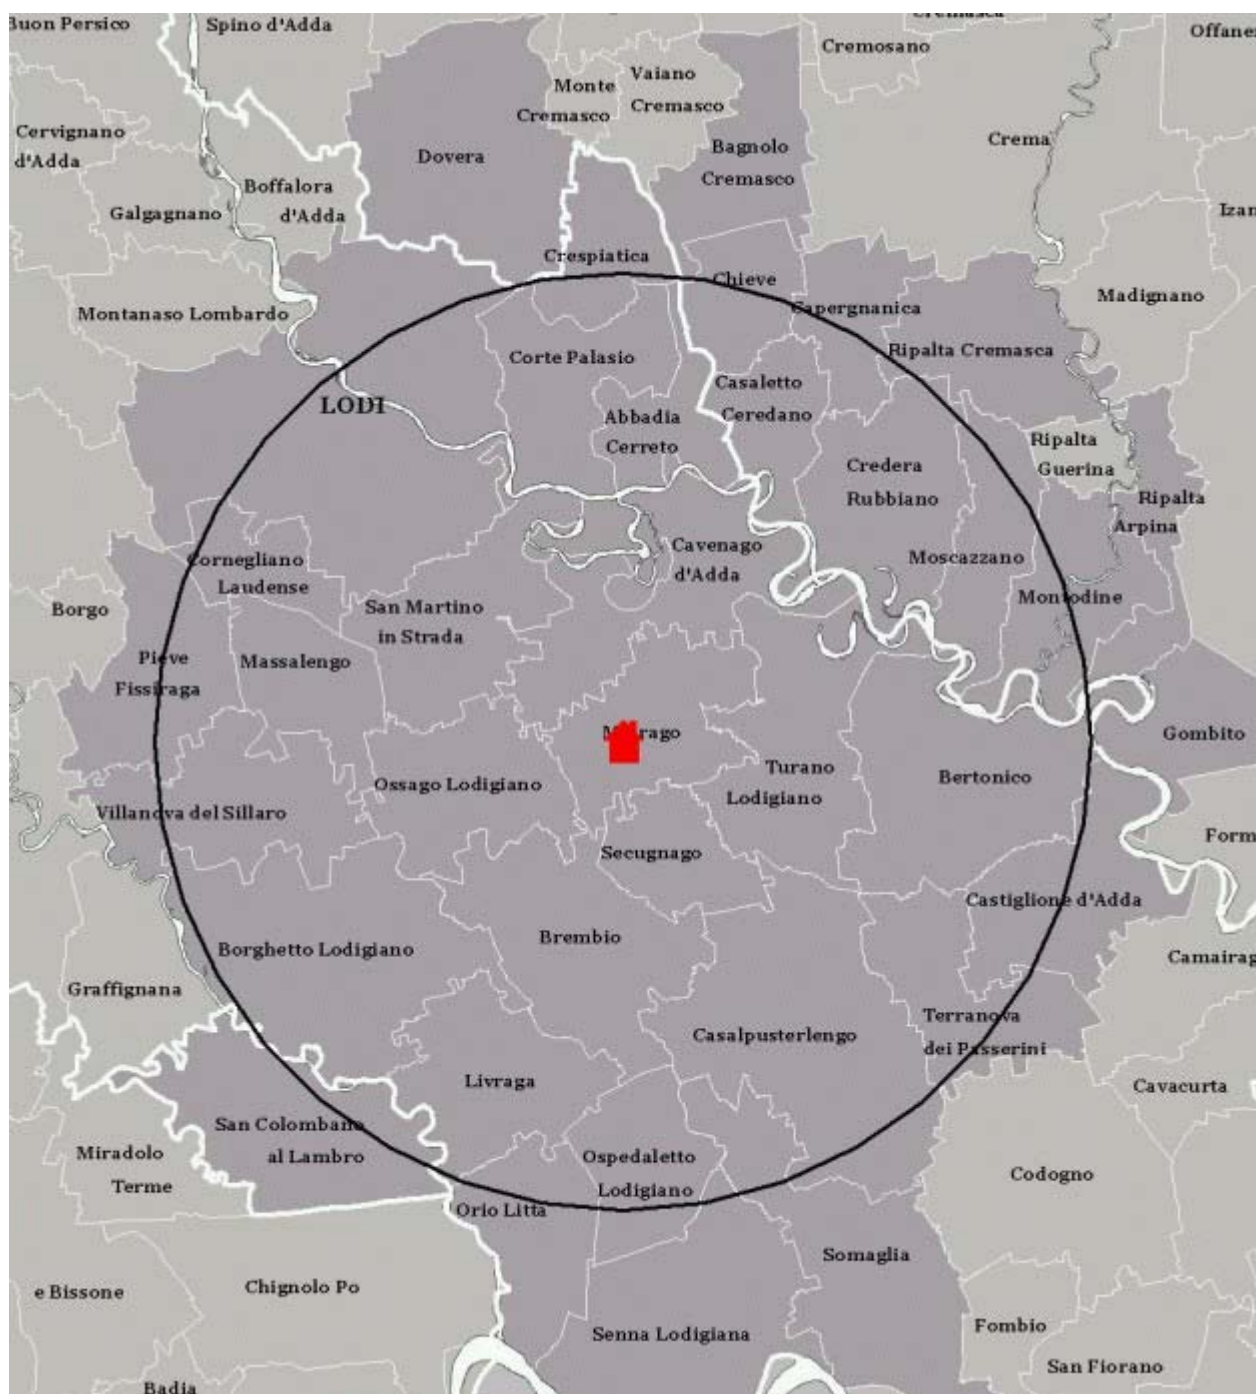 Buon Persico
Spino d'Adda
Cremasca
Offane
Cremosano
Monte
Cremasco
Vaiano
Cremasco
Cervignano
d'Adda
Dovera
Bagnolo
Cremasco
Crema
Boffalora
d'Adda
Galgagnano
Izan
Crespiatica
Chieve
Montanaso Lombardo
Capergnanica
Madignano
Corte Palasio
Ripalta Cremasca
LODI
Casaletto
Ceredano
Abbadia
Cerreto
Ripalta
Guerina
Credera
Rubbiano
Ripalta
Arpina
Cavenago
d'Adda
Moscazzano
Cornegliano
Laudense
Borgo
San Martino
in Strada
Montodine
Pieve
Fissiraga
Massalengo
Gombito
Turano
Lodigiano
Bertonico
Ossago Lodigiano
Villanova del Sillaro
Form
Secugnago
Castiglione d'Adda
Brembio
Borghetto Lodigiano
Camairag
Graffignana
Terranova
dei Passerini
Casalpusterlengo
Livraga
Cavacurta
San Colombano
al Lambro
Miradolo
Terme
Ospedaletto
Lodigiano
Codogno
Orio Litta
Somaglia
Chignolo Po
e Bissone
Senna Lodigiana
Fombio
San Fiorano
Badia